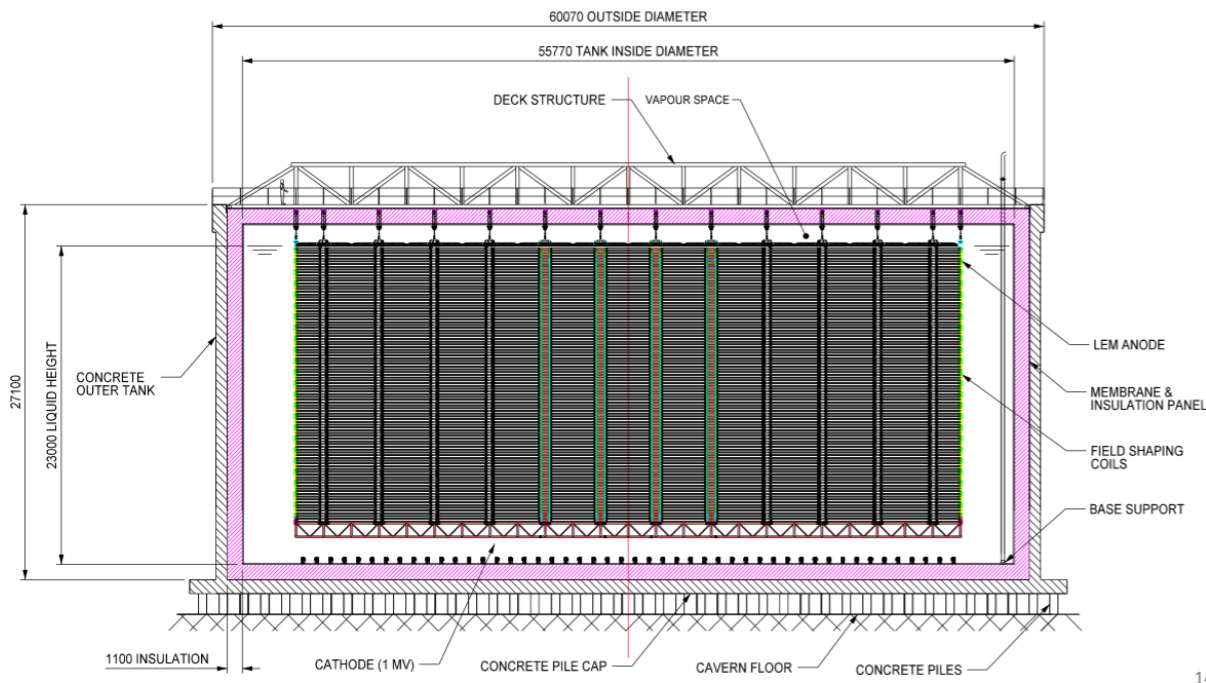 60070 OUTSIDE DIAMETER
55770 TANK INSIDE DIAMETER
DECK STRUCTURE
VAPOUR SPACE
27100
23000 LIQUID HEIGHT
CONCRETE
OUTER TANK
LEM ANODE
MEMBRANE &
INSULATION PANEL
FIELD SHAPING
COILS
BASE SUPPORT
1100 INSULATION
CATHODE (1 MV)
CONCRETE PILE CAP
CAVERN FLOOR
CONCRETE PILES